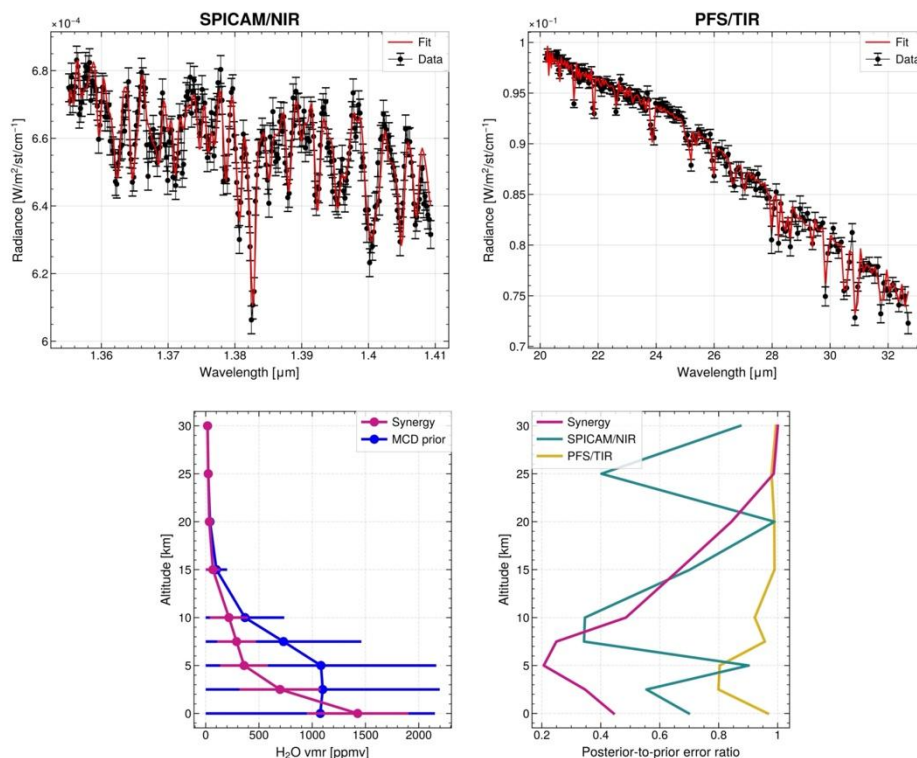 SPICAM/NIR
×10⁻⁴
Fit
Data
6.8
6.6
6.4
6.2
6
Radiance [W/m²/st/cm⁻¹]
1.36
1.37
1.38
1.39
1.4
1.41
Wavelength [µm]
PFS/TIR
×10⁻¹
Fit
Data
1
0.95
0.9
0.85
0.8
0.75
0.7
Radiance [W/m²/st/cm⁻¹]
20
22
24
26
28
30
32
Wavelength [µm]
Synergy
MCD prior
30
25
20
15
10
5
0
Altitude [km]
0
500
1000
1500
2000
H₂O vmr [ppmv]
Synergy
SPICAM/NIR
PFS/TIR
30
25
20
15
10
5
0
Altitude [km]
0.2
0.4
0.6
0.8
1
Posterior-to-prior error ratio